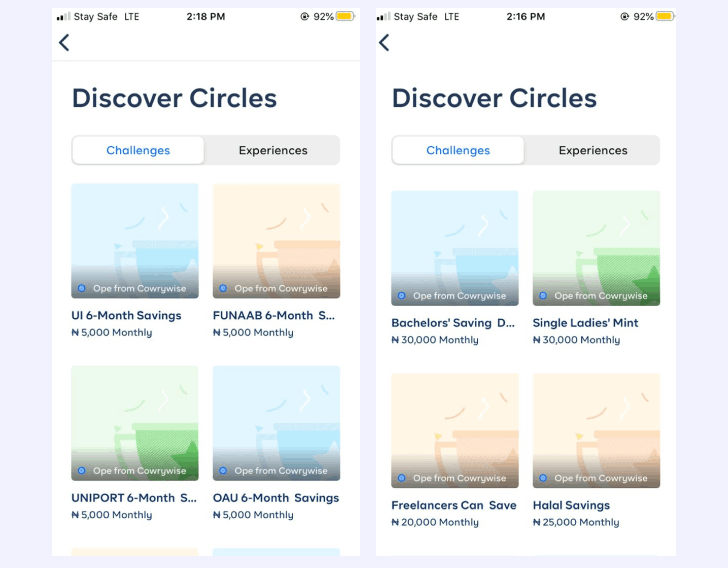 Stay Safe LTE 2:18 PM 92%
Discover Circles
Challenges Experiences
Ope from Cowrywise Ope from Cowrywise
UI 6-Month Savings FUNAAB 6-Month S...
₦ 5,000 Monthly ₦ 5,000 Monthly
Ope from Cowrywise Ope from Cowrywise
UNIPORT 6-Month S... OAU 6-Month Savings
₦ 5,000 Monthly ₦ 5,000 Monthly
Stay Safe LTE 2:16 PM 92%
Discover Circles
Challenges Experiences
Ope from Cowrywise Ope from Cowrywise
Bachelors' Saving D... Single Ladies' Mint
₦ 30,000 Monthly ₦ 30,000 Monthly
Ope from Cowrywise Ope from Cowrywise
Freelancers Can Save Halal Savings
₦ 20,000 Monthly ₦ 25,000 Monthly